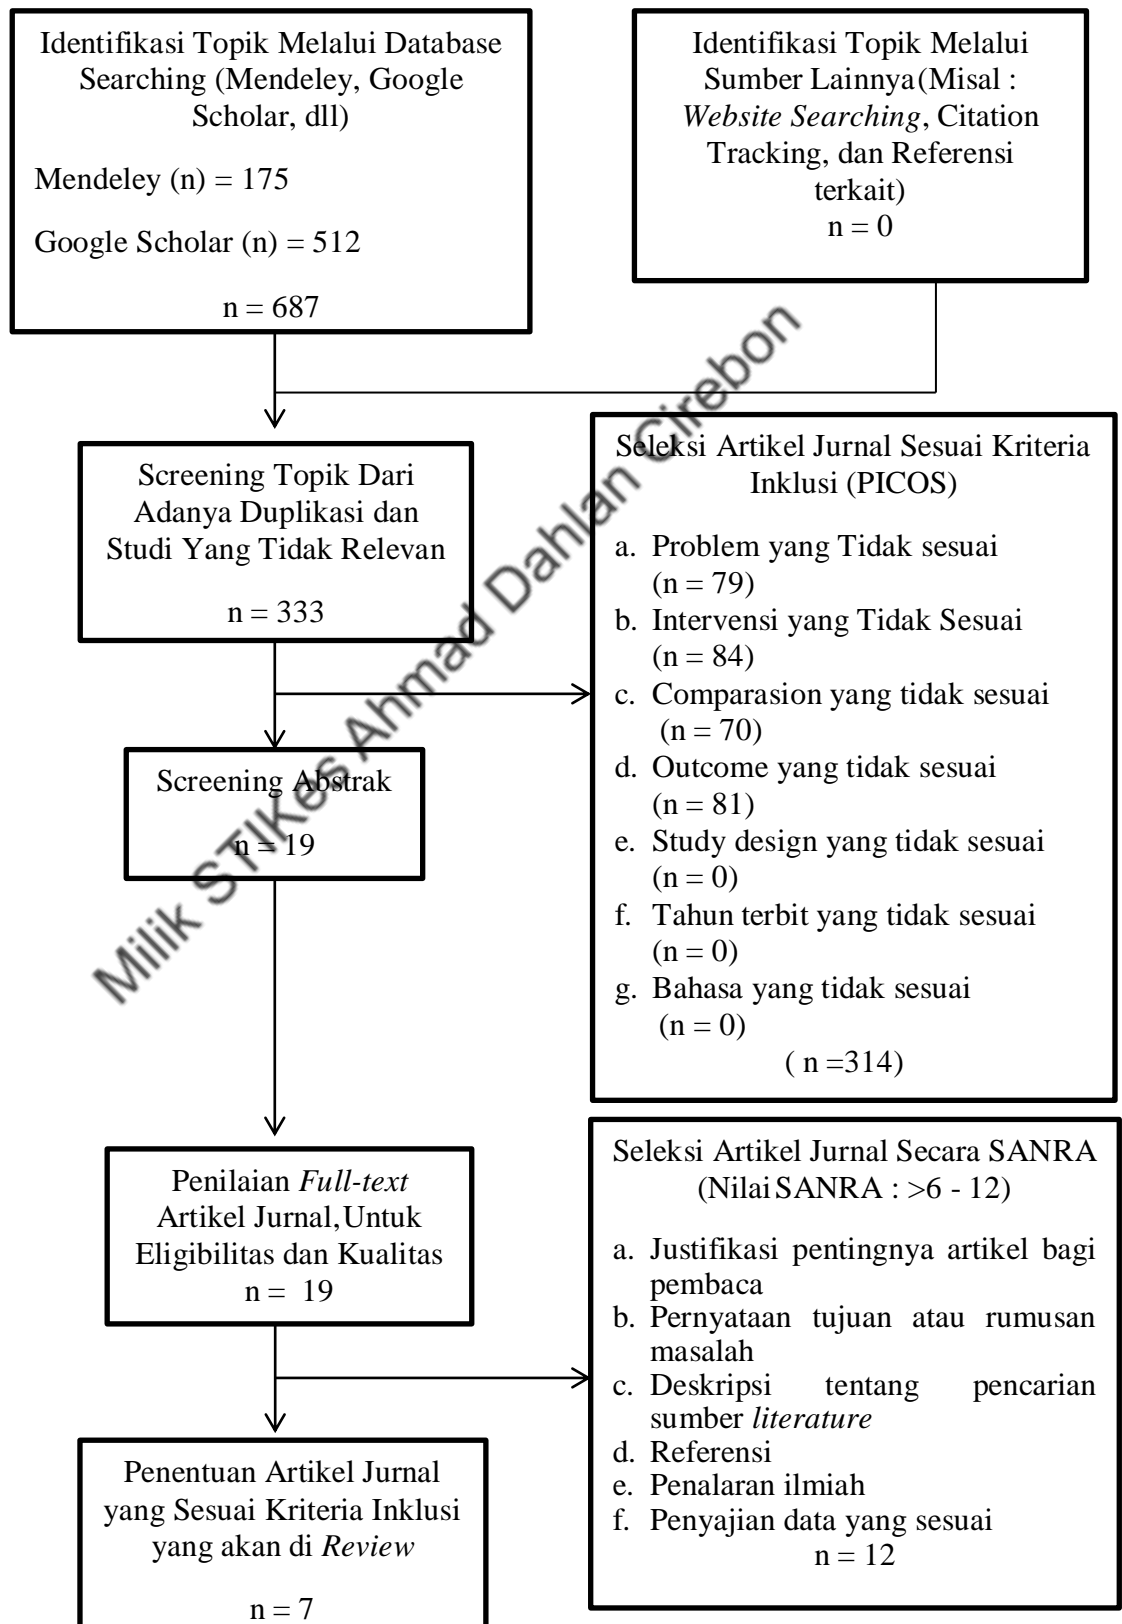 Identifikasi Topik Melalui Database
Searching (Mendeley, Google
Scholar, dll)
Mendeley (n) = 175
Google Scholar (n) = 512
n = 687
Identifikasi Topik Melalui
Sumber Lainnya (Misal :
Website Searching, Citation
Tracking, dan Referensi
terkait)
n = 0
Screening Topik Dari
Adanya Duplikasi dan
Studi Yang Tidak Relevan
n = 333
Seleksi Artikel Jurnal Sesuai Kriteria
Inklusi (PICOS)
a. Problem yang Tidak sesuai
(n = 79)
b. Intervensi yang Tidak Sesuai
(n = 84)
c. Comparasion yang tidak sesuai
(n = 70)
d. Outcome yang tidak sesuai
(n = 81)
e. Study design yang tidak sesuai
(n = 0)
f. Tahun terbit yang tidak sesuai
(n = 0)
g. Bahasa yang tidak sesuai
(n = 0)
( n =314)
Screening Abstrak
n = 19
Penilaian Full-text
Artikel Jurnal, Untuk
Eligibilitas dan Kualitas
n = 19
Seleksi Artikel Jurnal Secara SANRA
(Nilai SANRA : >6 - 12)
a. Justifikasi pentingnya artikel bagi
pembaca
b. Pernyataan tujuan atau rumusan
masalah
c. Deskripsi tentang pencarian
sumber literature
d. Referensi
e. Penalaran ilmiah
f. Penyajian data yang sesuai
n = 12
Penentuan Artikel Jurnal
yang Sesuai Kriteria Inklusi
yang akan di Review
n = 7
Milik STIKes Ahmad Dahlan Cirebon